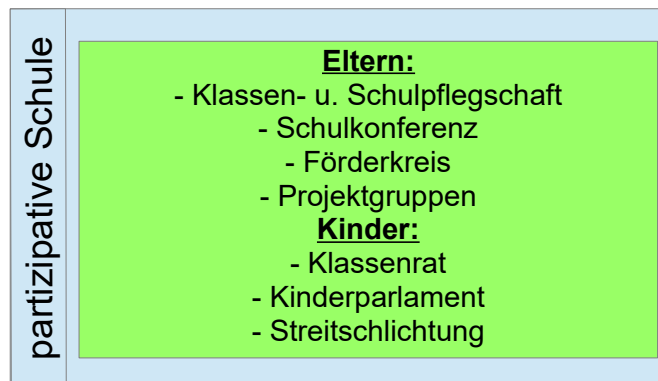 partizipative Schule
Eltern:
- Klassen- u. Schulpflegschaft
- Schulkonferenz
- Förderkreis
- Projektgruppen
Kinder:
- Klassenrat
- Kinderparlament
- Streitschlichtung